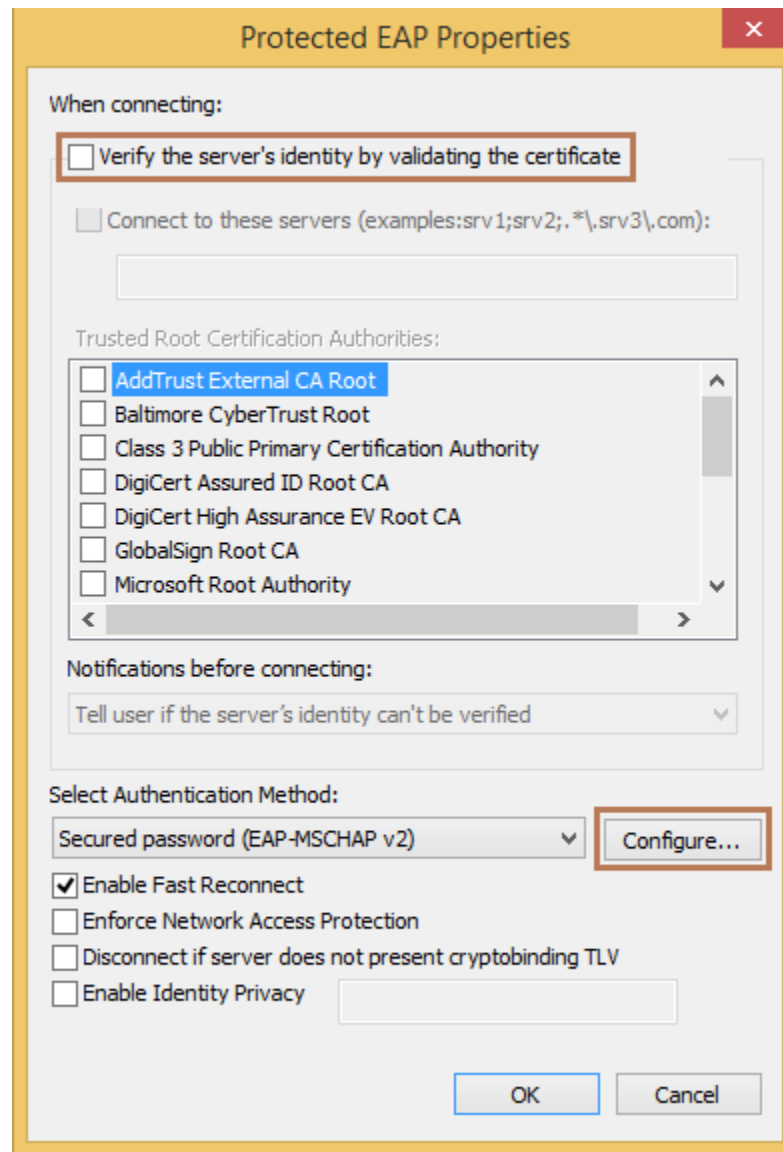 Protected EAP Properties
When connecting:
Verify the server's identity by validating the certificate
Connect to these servers (examples:srv1;srv2;.*\.srv3\.com):
Trusted Root Certification Authorities:
AddTrust External CA Root
Baltimore CyberTrust Root
Class 3 Public Primary Certification Authority
DigiCert Assured ID Root CA
DigiCert High Assurance EV Root CA
GlobalSign Root CA
Microsoft Root Authority
Notifications before connecting:
Tell user if the server's identity can't be verified
Select Authentication Method:
Secured password (EAP-MSCHAP v2) Configure...
Enable Fast Reconnect
Enforce Network Access Protection
Disconnect if server does not present cryptobinding TLV
Enable Identity Privacy
OK Cancel